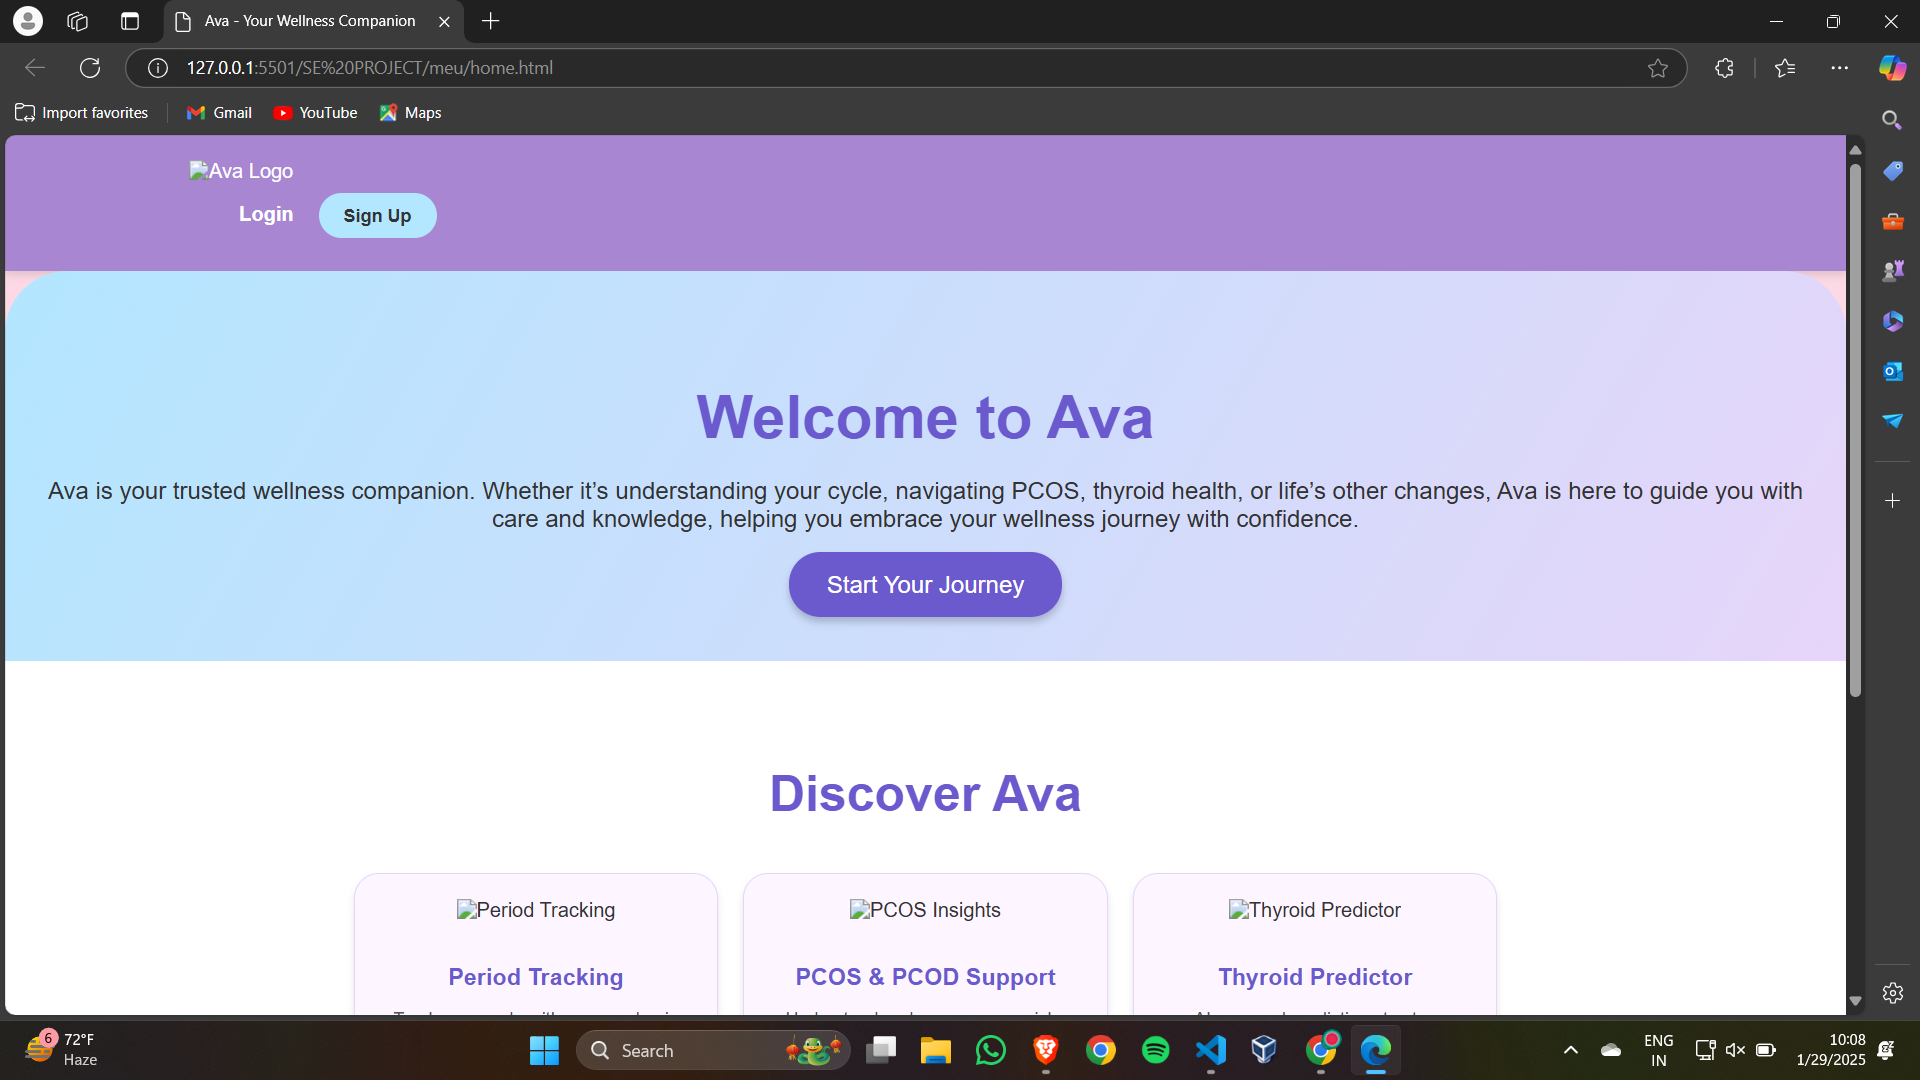 Ava - Your Wellness Companion
127.0.0.1:5501/SE%20PROJECT/meu/home.html
Import favorites
Gmail
YouTube
Maps
Ava Logo
Login
Sign Up
Welcome to Ava
Ava is your trusted wellness companion. Whether it’s understanding your cycle, navigating PCOS, thyroid health, or life’s other changes, Ava is here to guide you with
care and knowledge, helping you embrace your wellness journey with confidence.
Start Your Journey
Discover Ava
Period Tracking
PCOS Insights
Thyroid Predictor
Period Tracking
PCOS & PCOD Support
Thyroid Predictor
6
72°F
Haze
Search
ENG
IN
10:08
1/29/2025